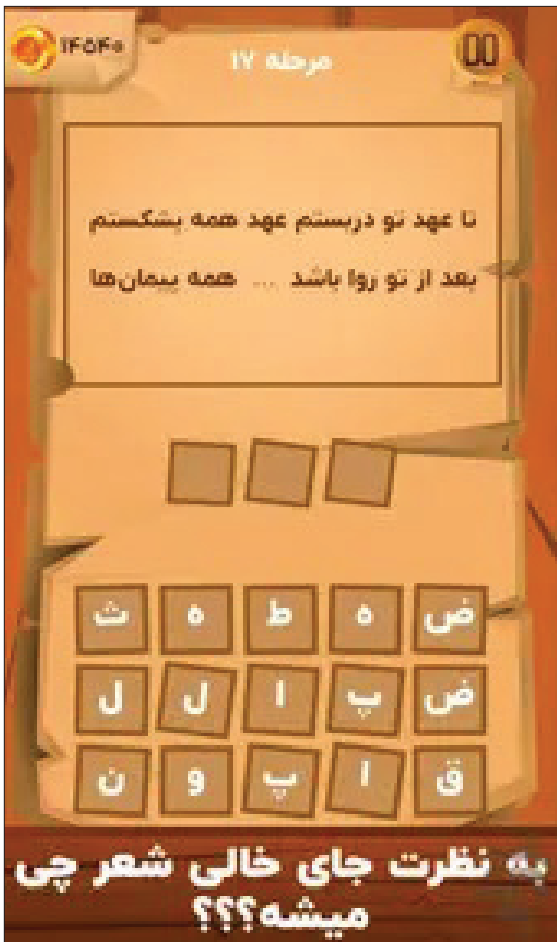 ۱۴۵۴۰
مرحله ۱۷
تا عهد تو دربستم عهد همه بشکستم
بعد از تو روا باشد ... همه پیمان‌ها
ض ه ط ه ث
ض پ ا ل ل
ق ا پ و ن
به نظرت جای خالی شعر چی
میشه؟؟؟